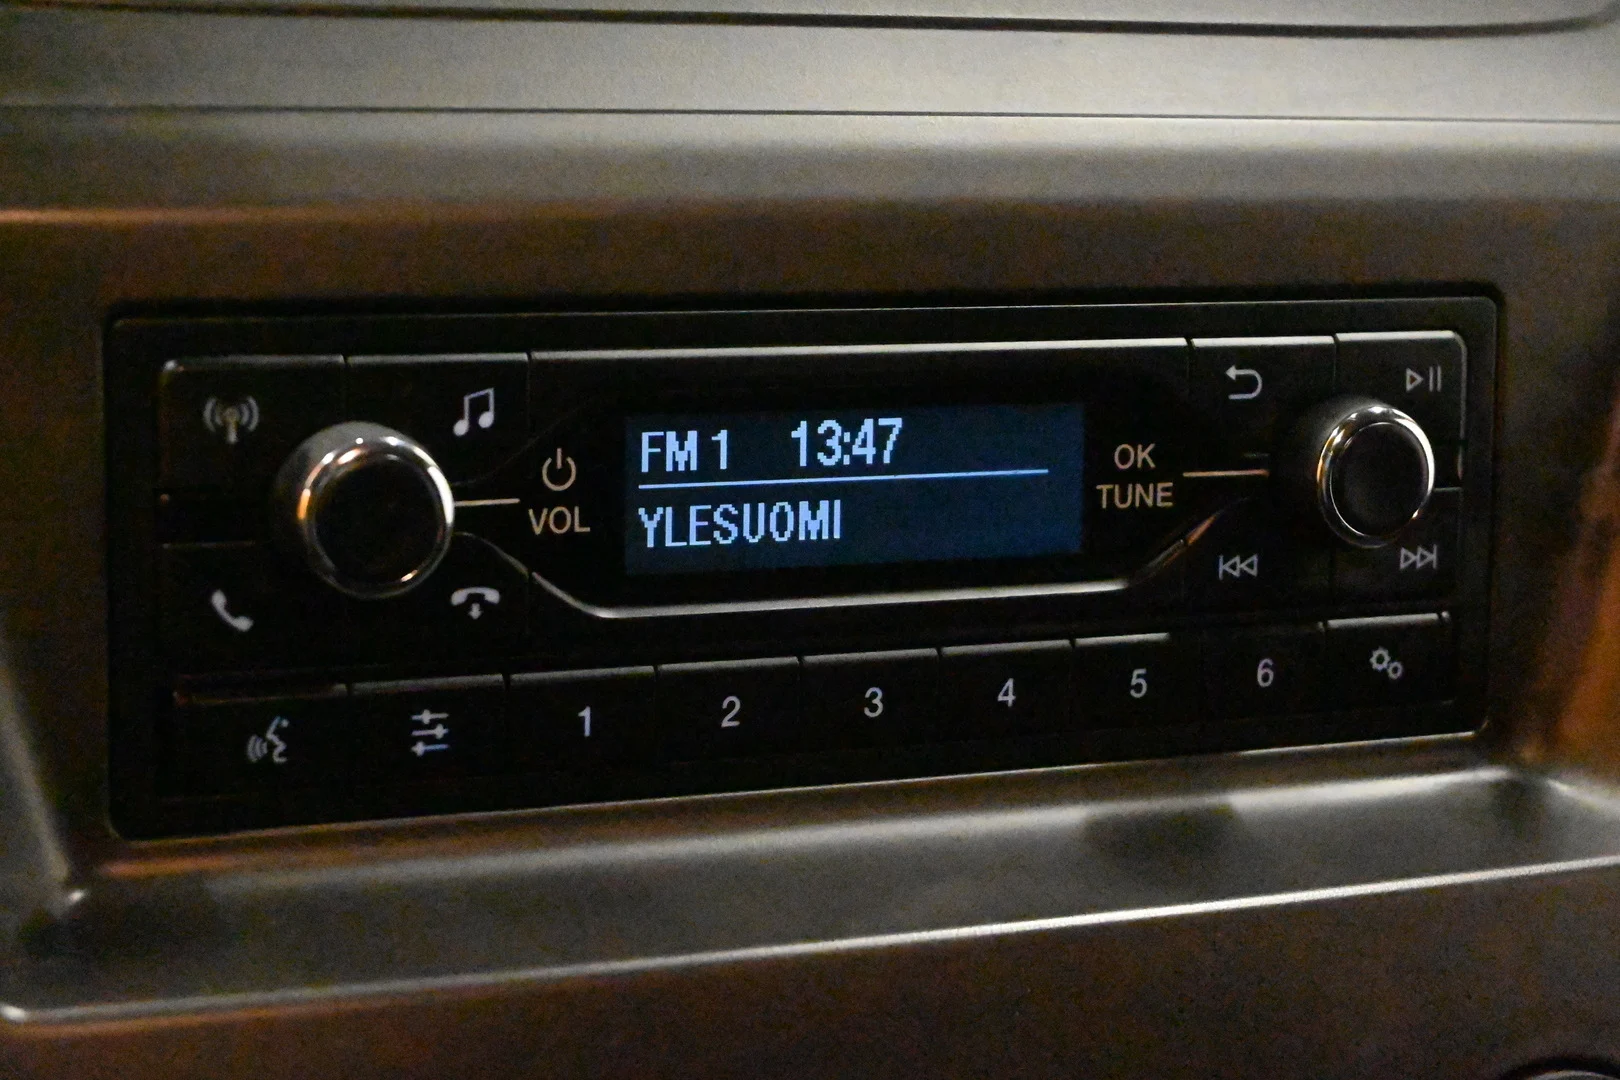 FM 1 13:47
YLESUOMI
VOL
OK
TUNE
1 2 3 4 5 6